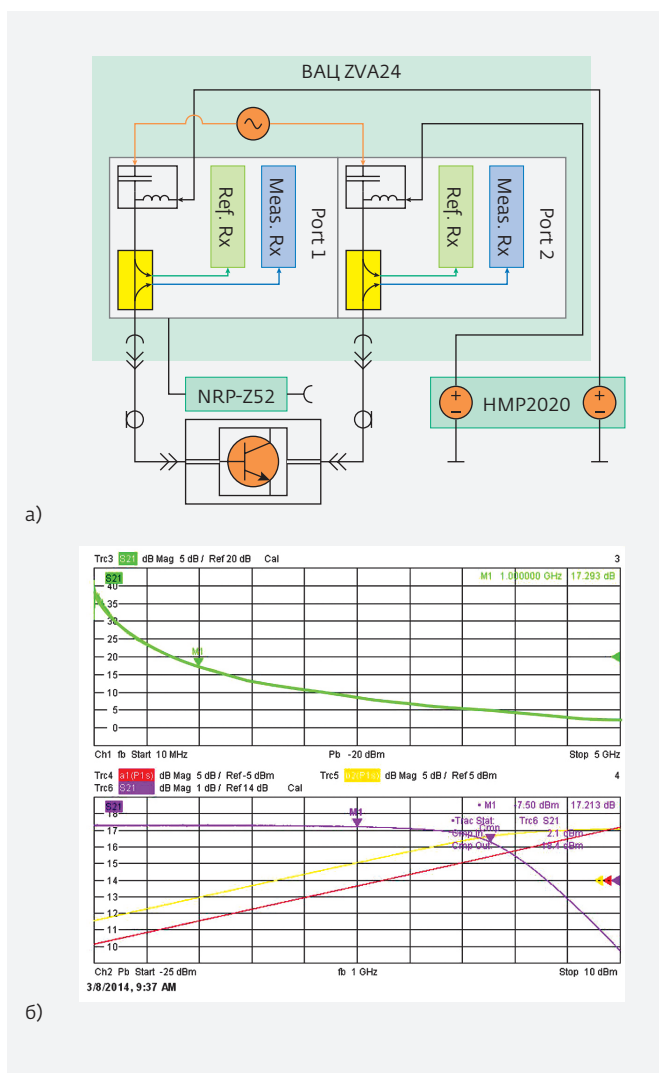 ВАЦ ZVA24
Ref. Rx
Meas. Rx
Port 1
Ref. Rx
Meas. Rx
Port 2
NRP-Z52
HMP2020
а)
Trc3 S21 dB Mag 5 dB / Ref 20 dB Cal 3
S21
M1 1.000000 GHz 17.293 dB
40
35
30
25
20
15
10
5
0
M1
Ch1 fb Start 10 MHz Pb -20 dBm Stop 5 GHz
Trc4 a1(P1s) dB Mag 5 dB / Ref -5 dBm Trc5 dB Mag 5 dB / Ref 5 dBm 4
Trc6 S21 dB Mag 1 dB / Ref 14 dB Cal
S21
M1
• M1 -7.50 dBm 17.213 dB
•Trac Stat: Trc6 S21
Cmp In: 2.1 dBm
Cmp
Cmp Out: 18.4 dBm
18
17
16
15
14
13
12
11
10
Ch2 Pb Start -25 dBm fb 1 GHz Stop 10 dBm
3/8/2014, 9:37 AM
б)